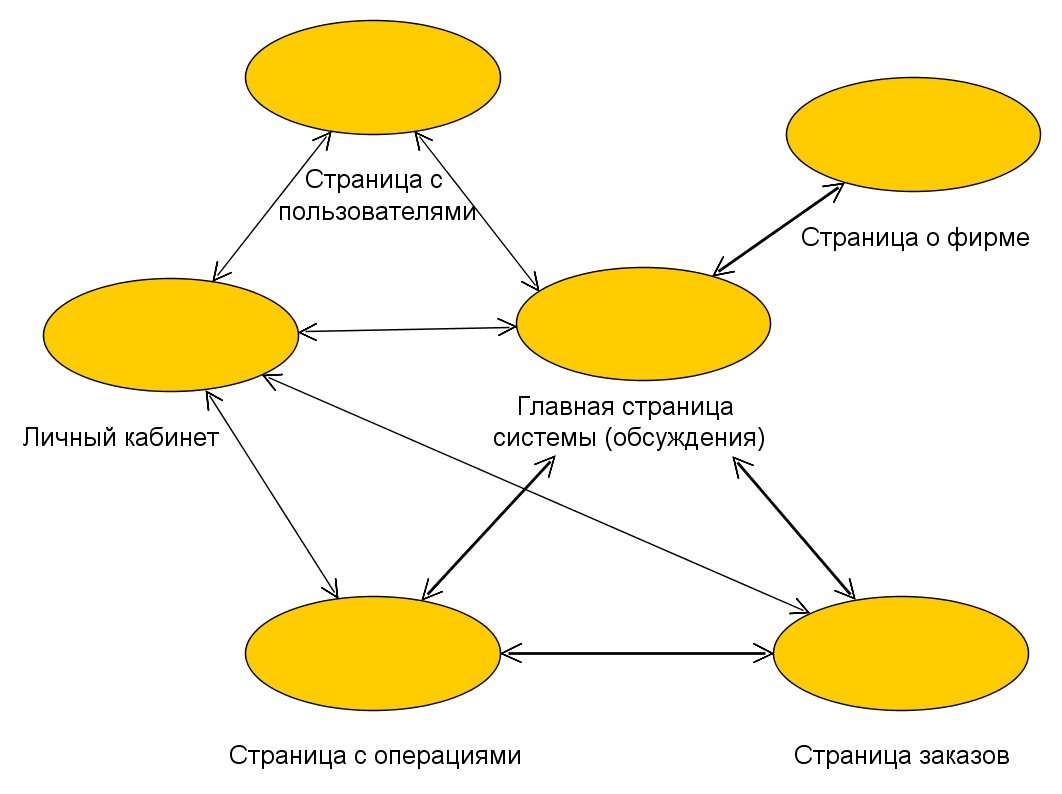 Страница с
пользователями
Страница о фирме
Главная страница
системы (обсуждения)
Личный кабинет
Страница с операциями
Страница заказов